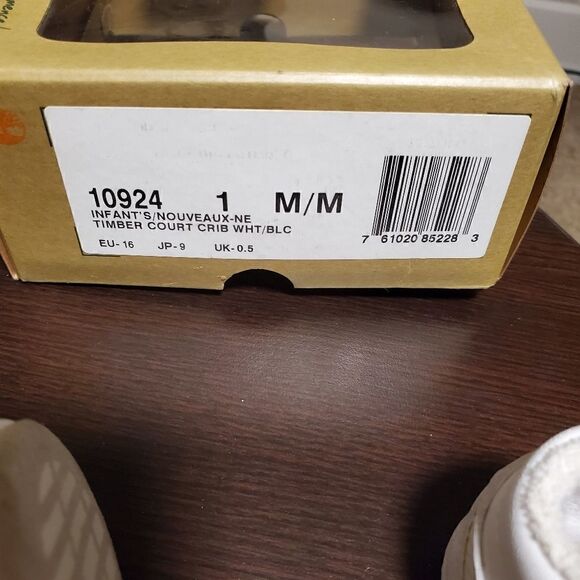 10924 1 M/M
INFANT'S/NOUVEAUX-NE
TIMBER COURT CRIB WHT/BLC
EU-16 JP-9 UK-0.5
7 61020 85228 3